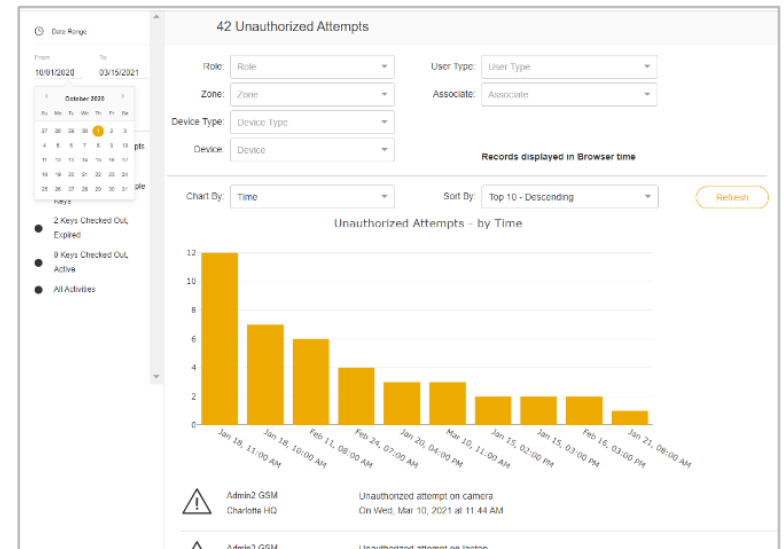 Date Range
From To
10/01/2020 03/15/2021
‹ October 2020 ›
Su Mo Tu We Th Fr Sa
27 28 29 30 1 2 3
4 5 6 7 8 9 10
11 12 13 14 15 16 17
18 19 20 21 22 23 24
25 26 27 28 29 30 31
pts
ple
Keys
2 Keys Checked Out,
Expired
9 Keys Checked Out,
Active
All Activities
42 Unauthorized Attempts
Role: Role User Type: User Type
Zone: Zone Associate: Associate
Device Type: Device Type
Device: Device
Records displayed in Browser time
Chart By: Time Sort By: Top 10 - Descending Refresh
Unauthorized Attempts - by Time
12
10
8
6
4
2
0
Jan 18, 11:00 AM
Jan 18, 10:00 AM
Feb 11, 08:00 AM
Feb 24, 07:00 AM
Jan 20, 04:00 PM
Mar 10, 11:00 AM
Jan 15, 02:00 PM
Jan 15, 03:00 PM
Feb 16, 03:00 PM
Jan 21, 08:00 AM
Admin2 GSM Unauthorized attempt on camera
Charlotte HQ On Wed, Mar 10, 2021 at 11:44 AM
Admin2 GSM Unauthorized attempt on laptop